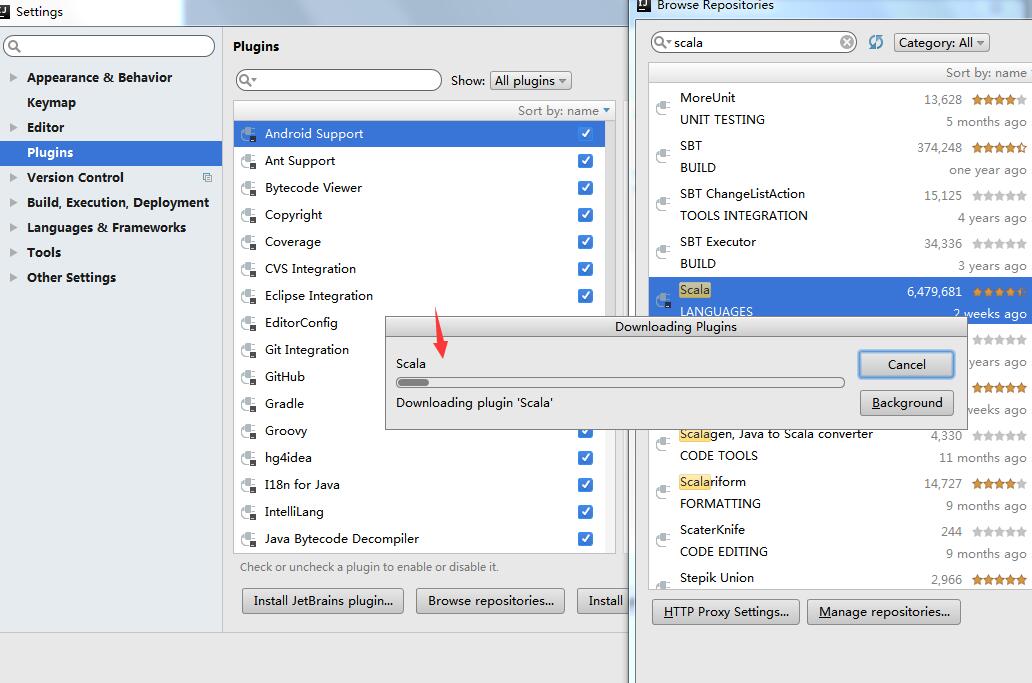 Settings
Appearance & Behavior
Keymap
Editor
Plugins
Version Control
Build, Execution, Deployment
Languages & Frameworks
Tools
Other Settings
Plugins
Show: All plugins
Sort by: name
Android Support
Ant Support
Bytecode Viewer
Copyright
Coverage
CVS Integration
Eclipse Integration
EditorConfig
Git Integration
GitHub
Gradle
Groovy
hg4idea
I18n for Java
IntelliLang
Java Bytecode Decompiler
Check or uncheck a plugin to enable or disable it.
Install JetBrains plugin...
Browse repositories...
Install
Browse Repositories
scala
Category: All
Sort by: name
MoreUnit 13,628
UNIT TESTING 5 months ago
SBT 374,248
BUILD one year ago
SBT ChangeListAction 15,125
TOOLS INTEGRATION 4 years ago
SBT Executor 34,336
BUILD 3 years ago
Scala 6,479,681
LANGUAGES 2 weeks ago
Downloading Plugins
Scala
Downloading plugin 'Scala'
Cancel
Background
years ago
weeks ago
Scalagen, Java to Scala converter 4,330
CODE TOOLS 11 months ago
Scalariform 14,727
FORMATTING 9 months ago
ScaterKnife 244
CODE EDITING 9 months ago
Stepik Union 2,966
HTTP Proxy Settings...
Manage repositories...